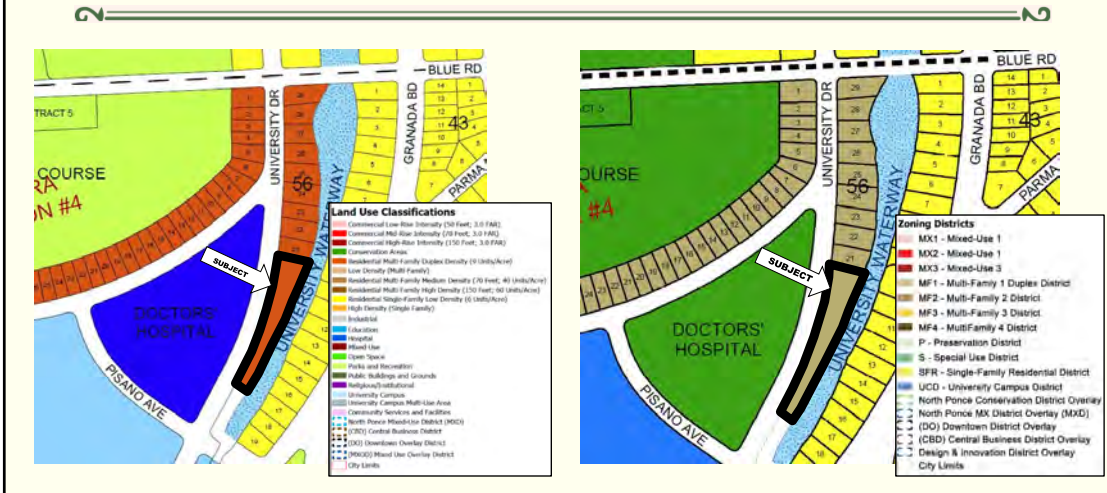 BLUE RD
TRACT 5
UNIVERSITY DR
GRANADA BD
43
COURSE
56
PARMA
#4
SUBJECT
UNIVERSITY WATERWAY
DOCTORS'
HOSPITAL
PISANO AVE
Land Use Classifications
Commercial Low-Rise Intensity (50 Feet; 3.0 FAR)
Commercial Mid-Rise Intensity (70 Feet; 3.0 FAR)
Commercial High-Rise Intensity (150 Feet; 3.0 FAR)
Conservation Areas
Residential Multi-Family Duplex Density (9 Units/Acre)
Low Density (Multi Family)
Residential Multi-Family Medium Density (70 Feet; 40 Units/Acre)
Residential Multi-Family High Density (150 Feet; 60 Units/Acre)
Residential Single-Family Low Density (6 Units/Acre)
High Density (Single Family)
Industrial
Education
Hospital
Mixed Use
Open Space
Parks and Recreation
Public Buildings and Grounds
Religious/Institutional
University Campus
University Campus Multi-Use Area
Community Services and Facilities
North Ponce Mixed-Use District (MXD)
(CBD) Central Business District
(DO) Downtown Overlay District
(MXOD) Mixed Use Overlay District
City Limits
BLUE RD
UNIVERSITY DR
GRANADA BD
43
OURSE
56
PARMA
#4
SUBJECT
UNIVERSITY WATERWAY
DOCTORS'
HOSPITAL
PISANO AVE
Zoning Districts
MX1 - Mixed-Use 1
MX2 - Mixed-Use 1
MX3 - Mixed-Use 3
MF1 - Multi-Family 1 Duplex District
MF2 - Multi-Family 2 District
MF3 - Multi-Family 3 District
MF4 - MultiFamily 4 District
P - Preservation District
S - Special Use District
SFR - Single-Family Residential District
UCD - University Campus District
North Ponce Conservation District Overlay
North Ponce MX District Overlay (MXD)
(DO) Downtown District Overlay
(CBD) Central Business District Overlay
Design & Innovation District Overlay
City Limits